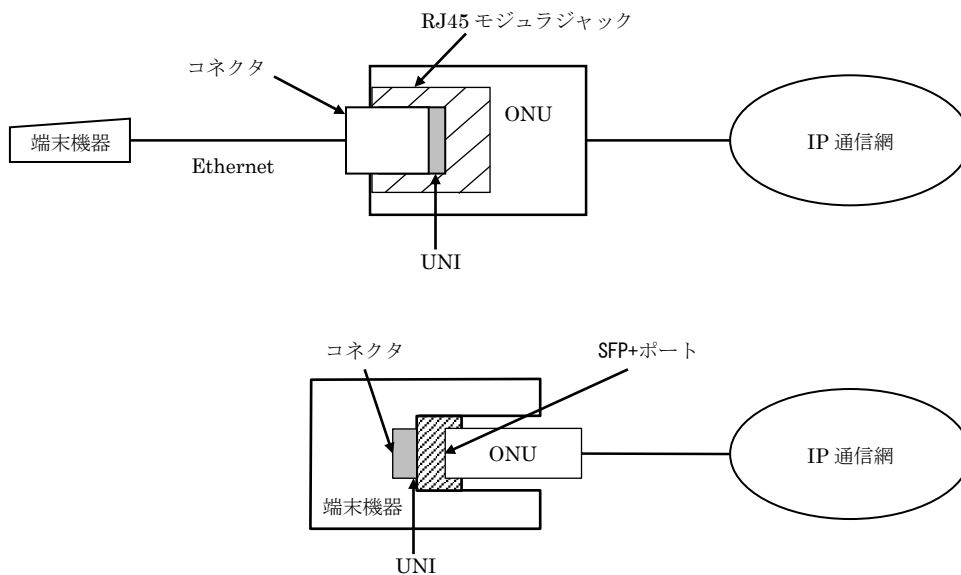 RJ45 モジュラジャック
コネクタ
ONU
端末機器
Ethernet
IP 通信網
UNI
コネクタ
SFP+ポート
ONU
IP 通信網
端末機器
UNI